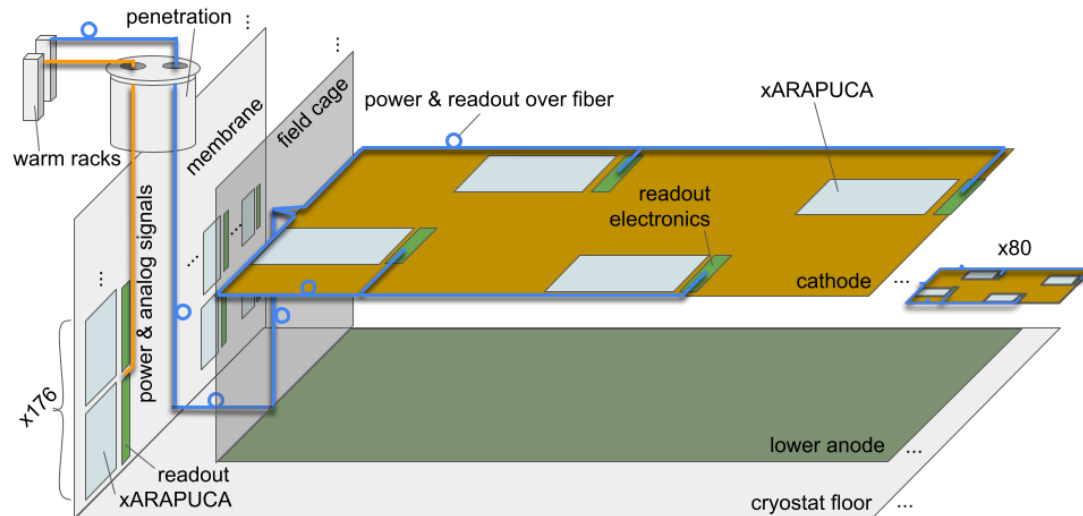 penetration
...
...
warm racks
membrane
field cage
power & readout over fiber
xARAPUCA
power & analog signals
readout
electronics
...
...
...
x80
cathode ...
x176
lower anode ...
readout
xARAPUCA
cryostat floor ...